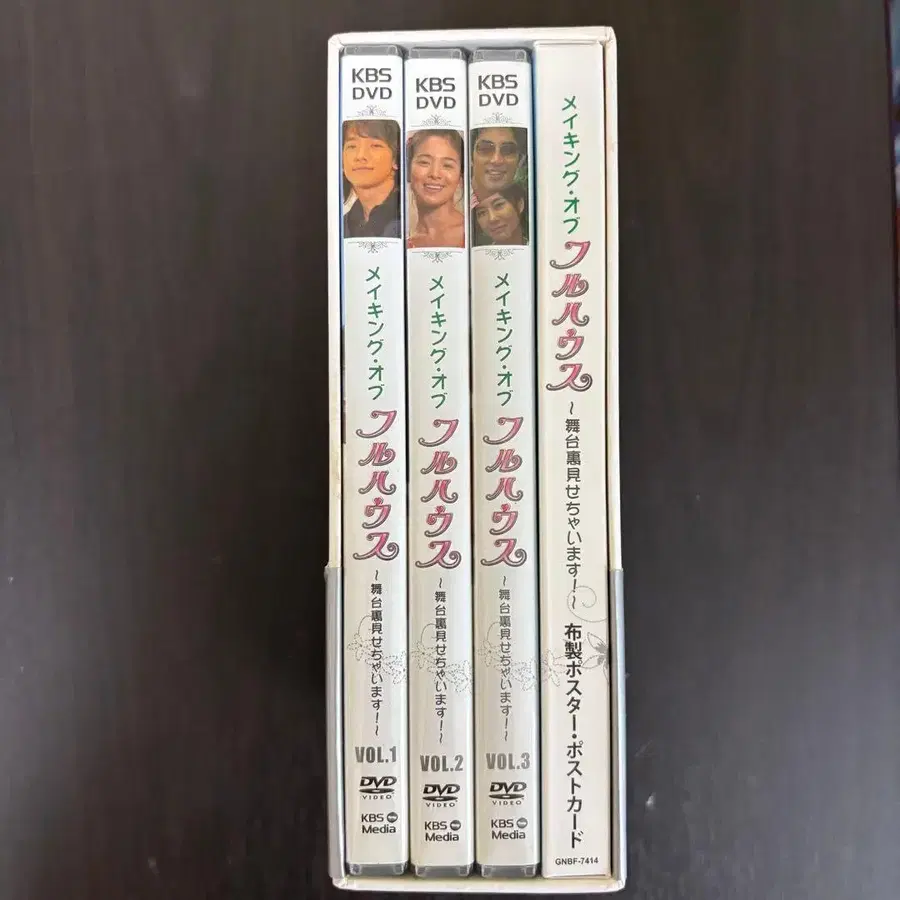 KBS
DVD
メイキング・オブ
フルハウス
～舞台裏見せちゃいます！～
VOL.1
DVD
VIDEO
KBS
Media
KBS
DVD
メイキング・オブ
フルハウス
～舞台裏見せちゃいます！～
VOL.2
DVD
VIDEO
KBS
Media
KBS
DVD
メイキング・オブ
フルハウス
～舞台裏見せちゃいます！～
VOL.3
DVD
VIDEO
KBS
Media
メイキング・オブ
フルハウス
～舞台裏見せちゃいます！～
布製ポスター・ポストカード
GNBF-7414